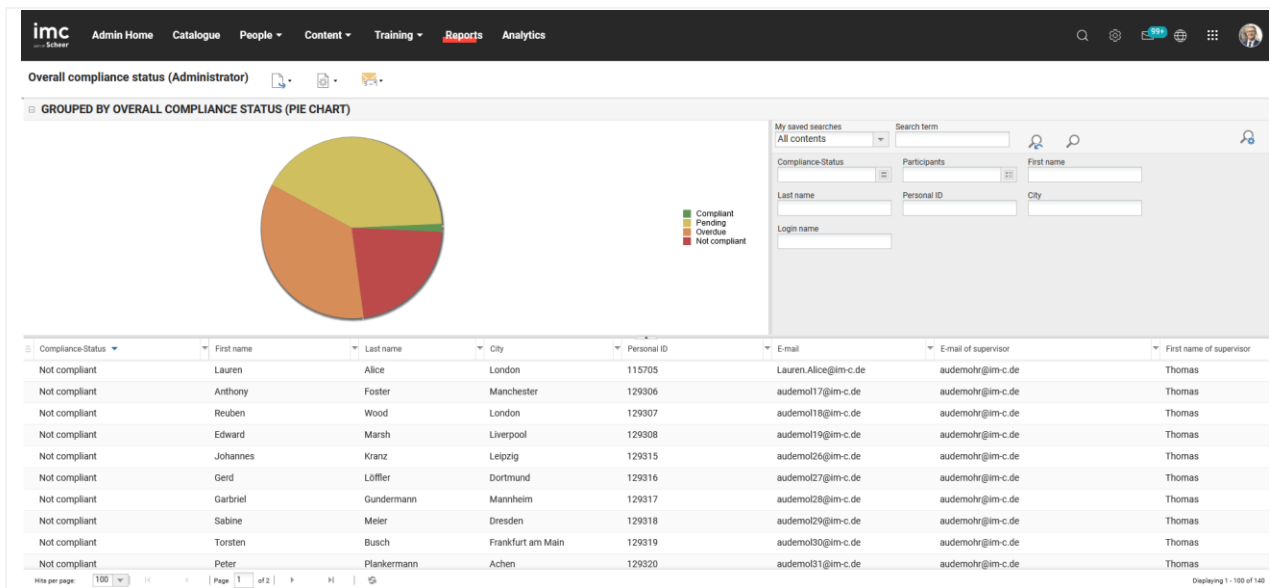 imc
Scheer
Admin Home Catalogue People Content Training Reports Analytics
99+
Overall compliance status (Administrator)
GROUPED BY OVERALL COMPLIANCE STATUS (PIE CHART)
My saved searches Search term
All contents
Compliance-Status Participants First name
Last name Personal ID City
Login name
Compliant
Pending
Overdue
Not compliant
Compliance-Status First name Last name City Personal ID E-mail E-mail of supervisor First name of supervisor
Not compliant Lauren Alice London 115705 Lauren.Alice@im-c.de audemohr@im-c.de Thomas
Not compliant Anthony Foster Manchester 129306 audemol17@im-c.de audemohr@im-c.de Thomas
Not compliant Reuben Wood London 129307 audemol18@im-c.de audemohr@im-c.de Thomas
Not compliant Edward Marsh Liverpool 129308 audemol19@im-c.de audemohr@im-c.de Thomas
Not compliant Johannes Kranz Leipzig 129315 audemol26@im-c.de audemohr@im-c.de Thomas
Not compliant Gerd Löffler Dortmund 129316 audemol27@im-c.de audemohr@im-c.de Thomas
Not compliant Garbriel Gundermann Mannheim 129317 audemol28@im-c.de audemohr@im-c.de Thomas
Not compliant Sabine Meier Dresden 129318 audemol29@im-c.de audemohr@im-c.de Thomas
Not compliant Torsten Busch Frankfurt am Main 129319 audemol30@im-c.de audemohr@im-c.de Thomas
Not compliant Peter Plankermann Achen 129320 audemol31@im-c.de audemohr@im-c.de Thomas
Hits per page: 100 Page 1 of 2 Displaying 1 - 100 of 140